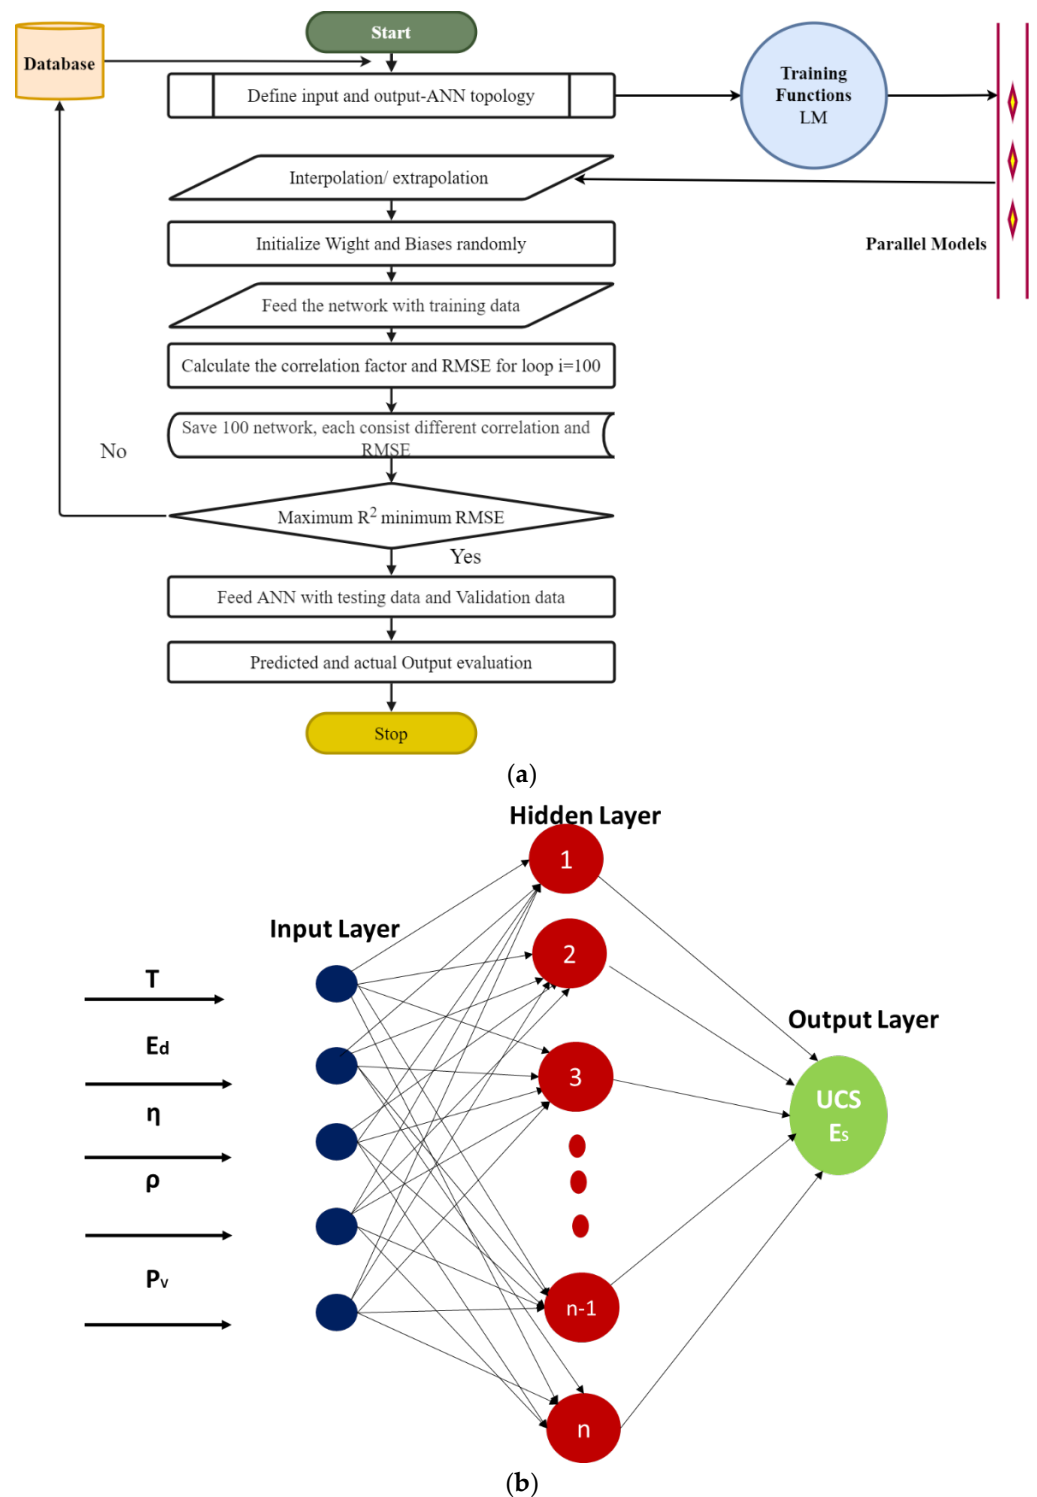 Start
Database
Define input and output-ANN topology
Training
Functions
LM
Interpolation/ extrapolation
Parallel Models
Initialize Wight and Biases randomly
Feed the network with training data
Calculate the correlation factor and RMSE for loop i=100
Save 100 network, each consist different correlation and
RMSE
No
Maximum R² minimum RMSE
Yes
Feed ANN with testing data and Validation data
Predicted and actual Output evaluation
Stop
(a)
Hidden Layer
1
Input Layer
2
T
Output Layer
Ed
3
UCS
Es
η
ρ
Pv
n-1
n
(b)